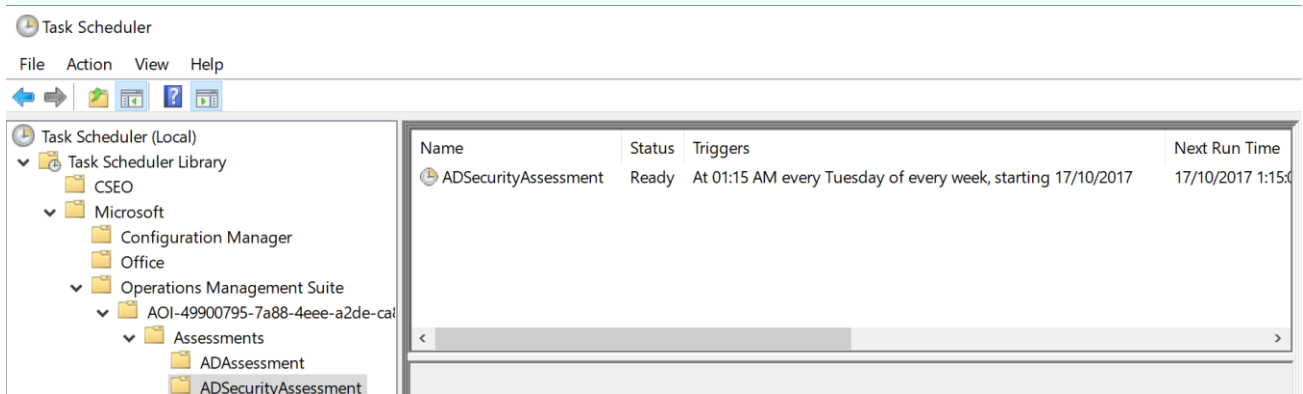 Task Scheduler
File Action View Help
Task Scheduler (Local)
Task Scheduler Library
CSEO
Microsoft
Configuration Manager
Office
Operations Management Suite
AOI-49900795-7a88-4eee-a2de-ca
Assessments
ADAssessment
ADSecurityAssessment
Name Status Triggers Next Run Time
ADSecurityAssessment Ready At 01:15 AM every Tuesday of every week, starting 17/10/2017 17/10/2017 1:15:0